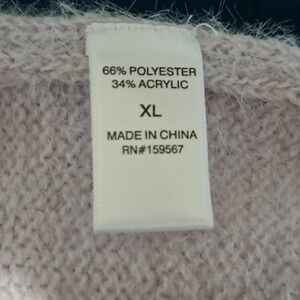 66% POLYESTER
34% ACRYLIC
XL
MADE IN CHINA
RN#159567